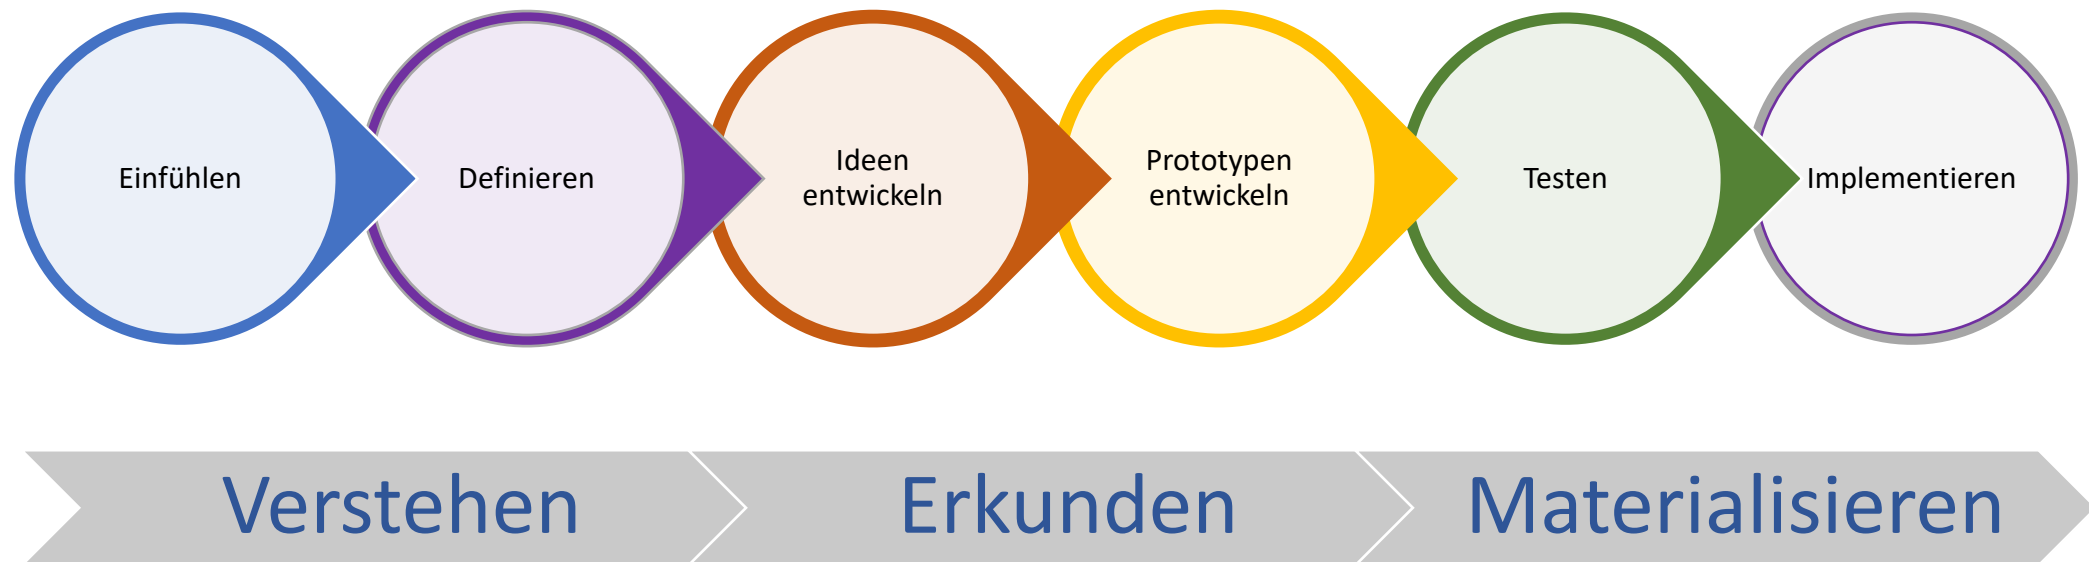 Einfühlen
Definieren
Ideen
entwickeln
Prototypen
entwickeln
Testen
Implementieren
Verstehen
Erkunden
Materialisieren